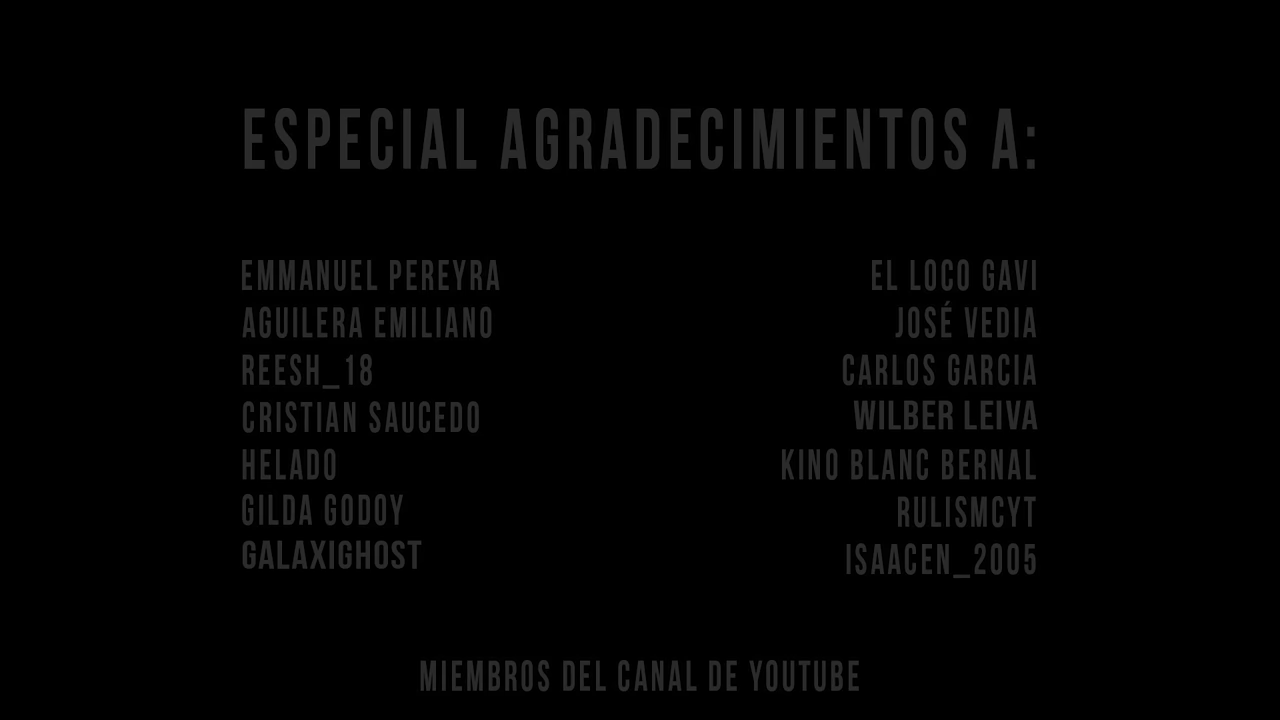 ESPECIAL AGRADECIMIENTOS A:
EMMANUEL PEREYRA
AGUILERA EMILIANO
REESH_18
CRISTIAN SAUCEDO
HELADO
GILDA GODOY
GALAXIGHOST
EL LOCO GAVI
JOSÉ VEDIA
CARLOS GARCIA
WILBER LEIVA
KINO BLANC BERNAL
RULISMCYT
ISAACEN_2005
MIEMBROS DEL CANAL DE YOUTUBE